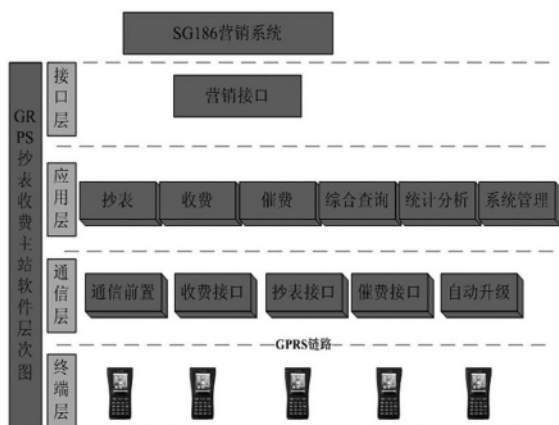 SG186营销系统
接口层
营销接口
GRPS抄表收费主站软件层次图
应用层
抄表
收费
催费
综合查询
统计分析
系统管理
通信层
通信前置
收费接口
抄表接口
催费接口
自动升级
GPRS链路
终端层